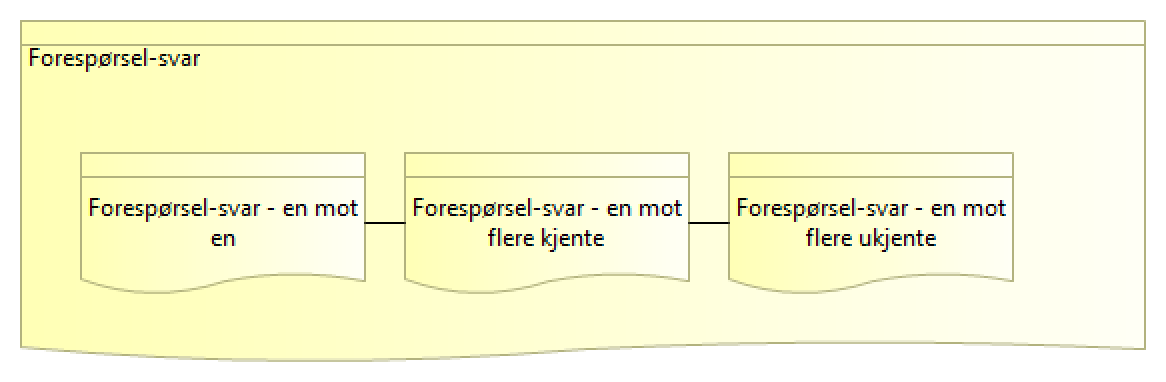 Forespørsel-svar
Forespørsel-svar - en mot
en
Forespørsel-svar - en mot
flere kjente
Forespørsel-svar - en mot
flere ukjente